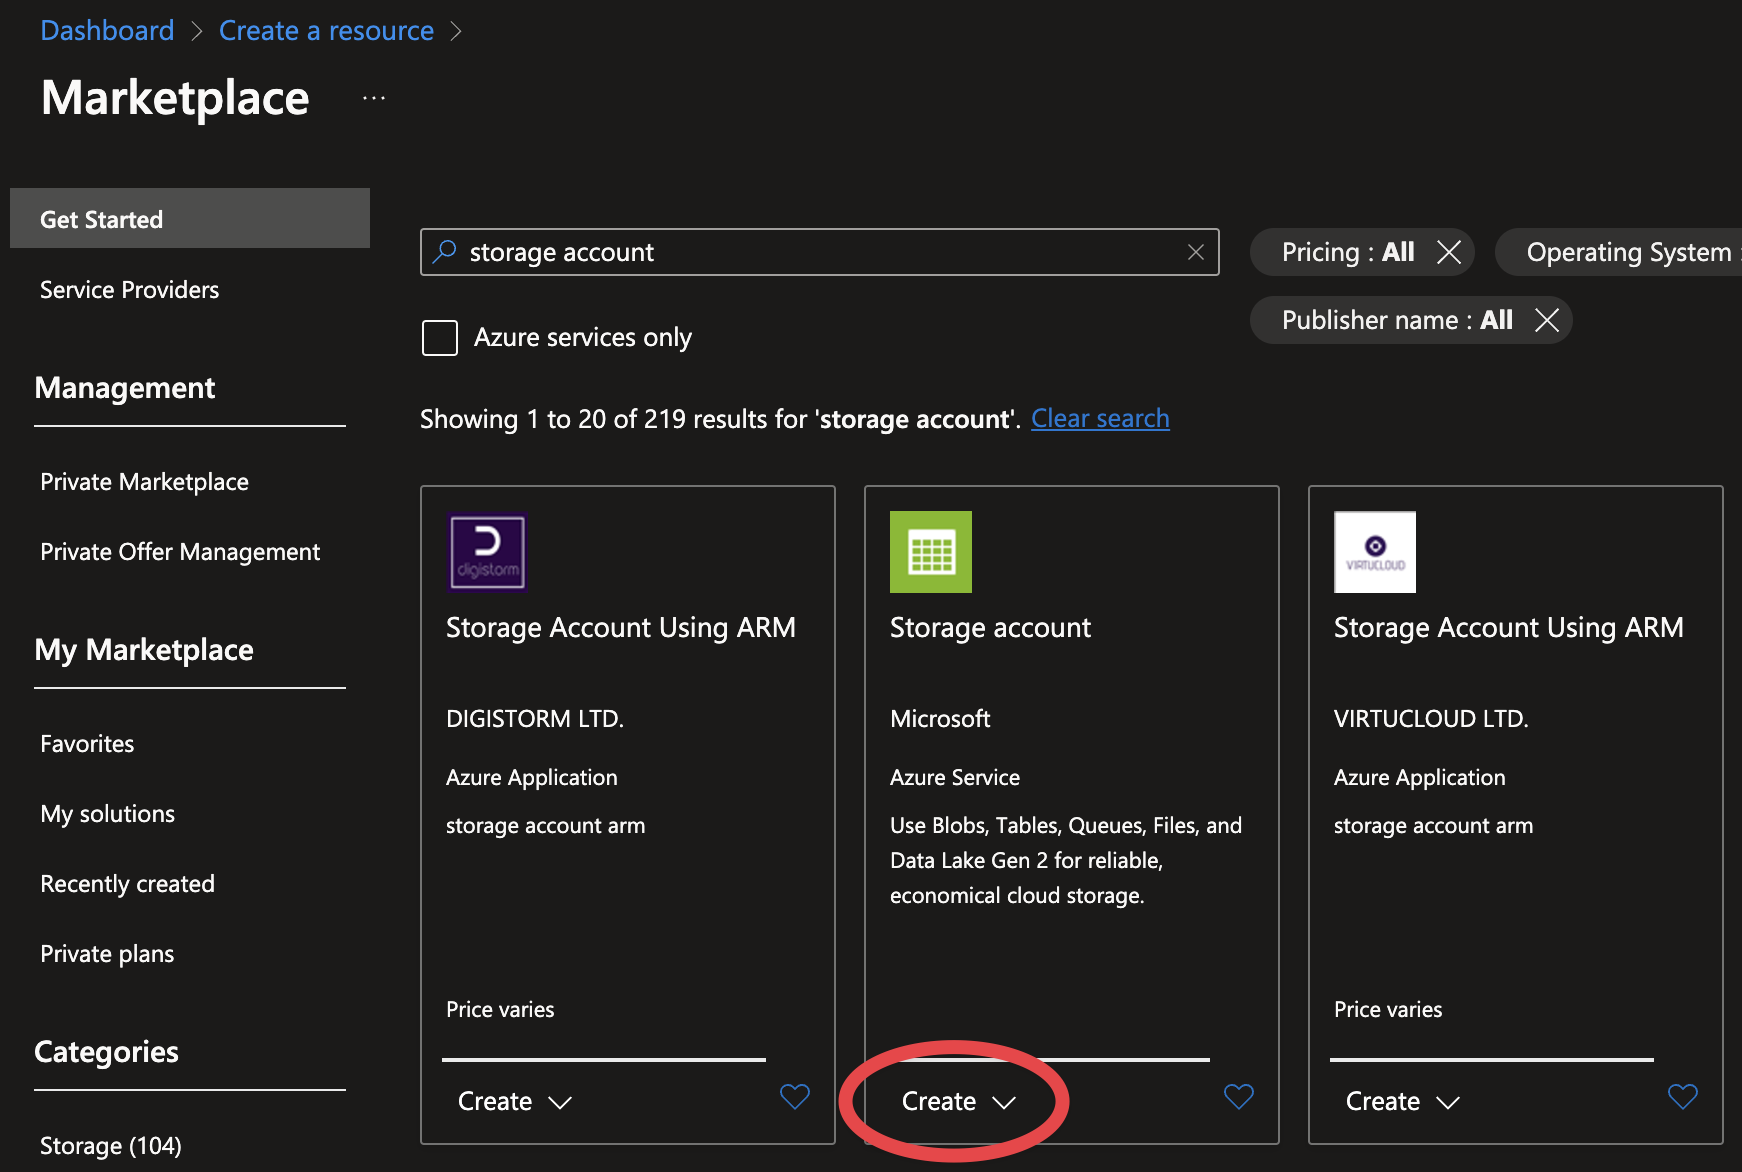 Dashboard > Create a resource >
Marketplace ...
Get Started
Service Providers
Management
Private Marketplace
Private Offer Management
My Marketplace
Favorites
My solutions
Recently created
Private plans
Categories
Storage (104)
storage account
Pricing : All
Operating System :
Publisher name : All
Azure services only
Showing 1 to 20 of 219 results for 'storage account'. Clear search
digistorm
Storage Account Using ARM
DIGISTORM LTD.
Azure Application
storage account arm
Price varies
Create
Storage account
Microsoft
Azure Service
Use Blobs, Tables, Queues, Files, and
Data Lake Gen 2 for reliable,
economical cloud storage.
Create
VIRTUCLOUD
Storage Account Using ARM
VIRTUCLOUD LTD.
Azure Application
storage account arm
Price varies
Create